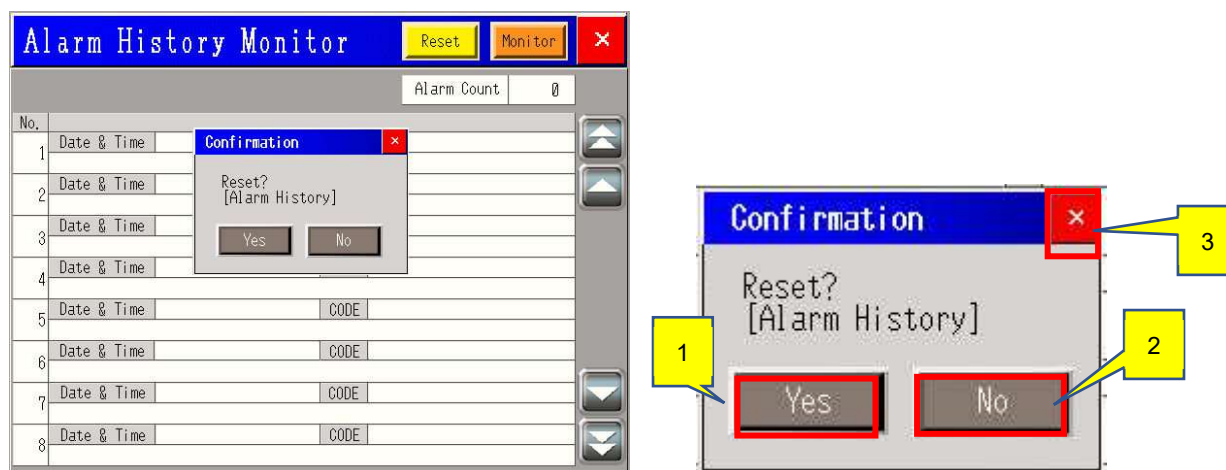 Alarm History Monitor Reset Monitor ×
Alarm Count 0
No.
1 Date & Time
2 Date & Time
3 Date & Time
4 Date & Time
5 Date & Time CODE
6 Date & Time CODE
7 Date & Time CODE
8 Date & Time CODE
Confirmation ×
Reset?
[Alarm History]
Yes No
Confirmation ×
Reset?
[Alarm History]
Yes No
1
2
3